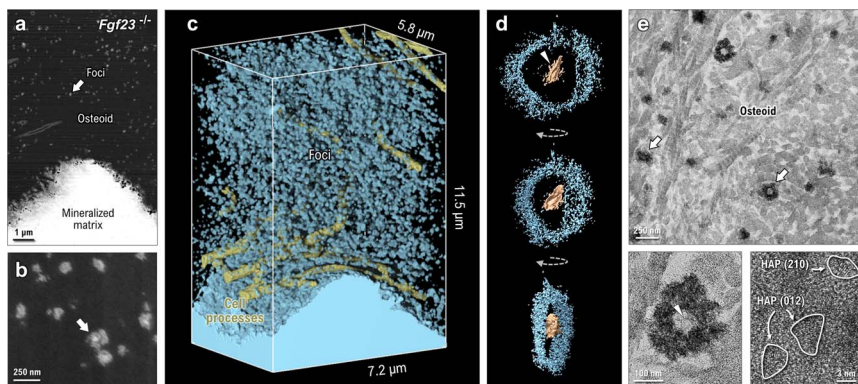 a
Fgf23 -/-
Foci
Osteoid
Mineralized
matrix
1 µm
b
250 nm
c
5.8 µm
Foci
11.5 µm
Cell
processes
7.2 µm
d
e
Osteoid
250 nm
100 nm
HAP (210)
HAP (012)
3 nm